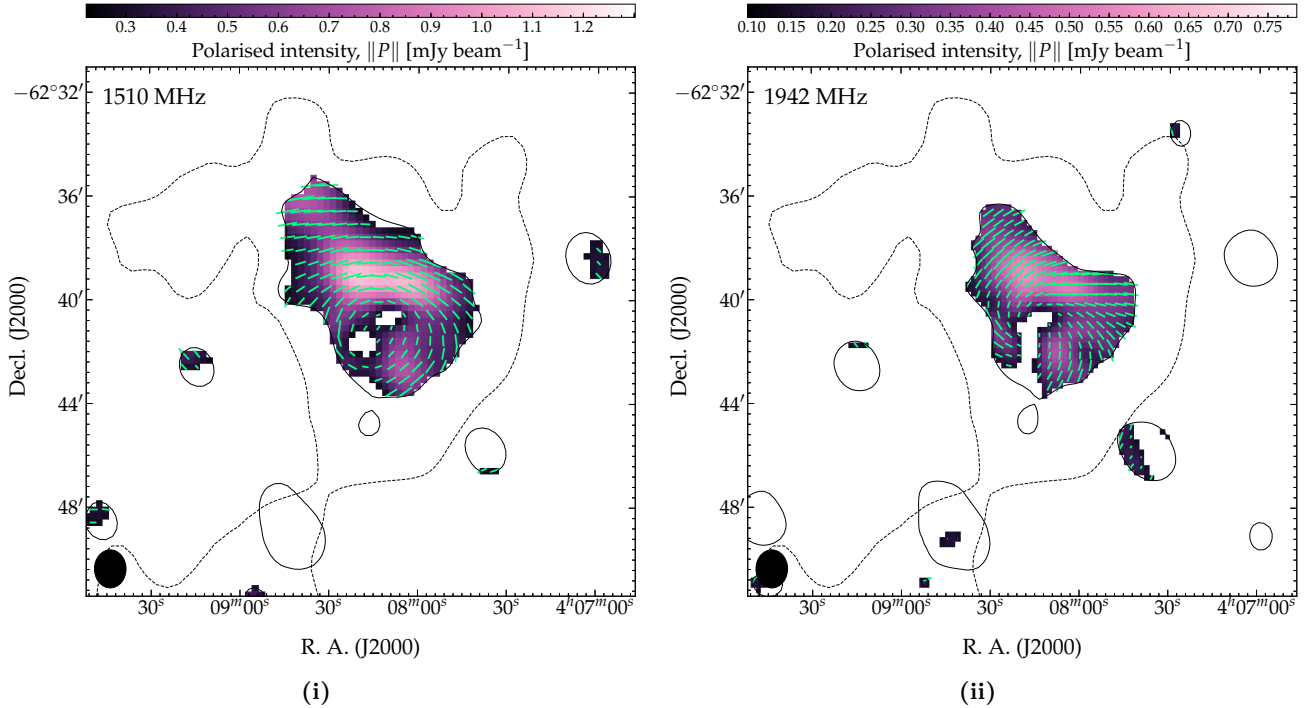 0.3 0.4 0.5 0.6 0.7 0.8 0.9 1.0 1.1 1.2
Polarised intensity, ∥P∥ [mJy beam⁻¹]
1510 MHz
−62°32′
36′
40′
44′
48′
Decl. (J2000)
30ˢ 09ᵐ00ˢ 30ˢ 08ᵐ00ˢ 30ˢ 4ʰ07ᵐ00ˢ
R. A. (J2000)
(i)
0.10 0.15 0.20 0.25 0.30 0.35 0.40 0.45 0.50 0.55 0.60 0.65 0.70 0.75
Polarised intensity, ∥P∥ [mJy beam⁻¹]
1942 MHz
−62°32′
36′
40′
44′
48′
Decl. (J2000)
30ˢ 09ᵐ00ˢ 30ˢ 08ᵐ00ˢ 30ˢ 4ʰ07ᵐ00ˢ
R. A. (J2000)
(ii)